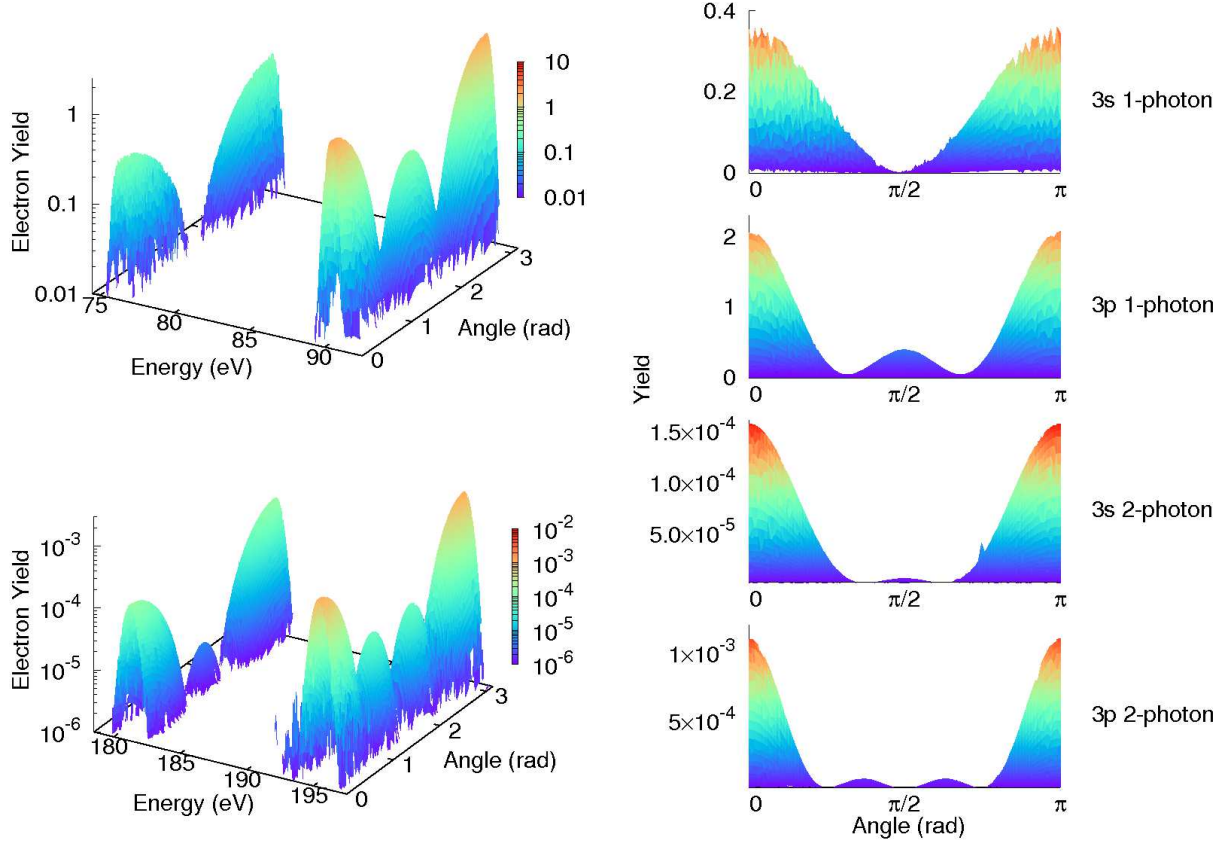 Electron Yield
1
0.1
0.01
75
80
85
90
Energy (eV)
0
1
2
3
Angle (rad)
10
1
0.1
0.01
Electron Yield
10⁻³
10⁻⁴
10⁻⁵
10⁻⁶
180
185
190
195
Energy (eV)
0
1
2
3
Angle (rad)
10⁻²
10⁻³
10⁻⁴
10⁻⁵
10⁻⁶
Yield
0.4
0.2
0
0
π/2
π
3s 1-photon
2
1
0
0
π/2
π
3p 1-photon
1.5×10⁻⁴
1.0×10⁻⁴
5.0×10⁻⁵
0
π/2
π
3s 2-photon
1×10⁻³
5×10⁻⁴
0
π/2
π
3p 2-photon
Angle (rad)